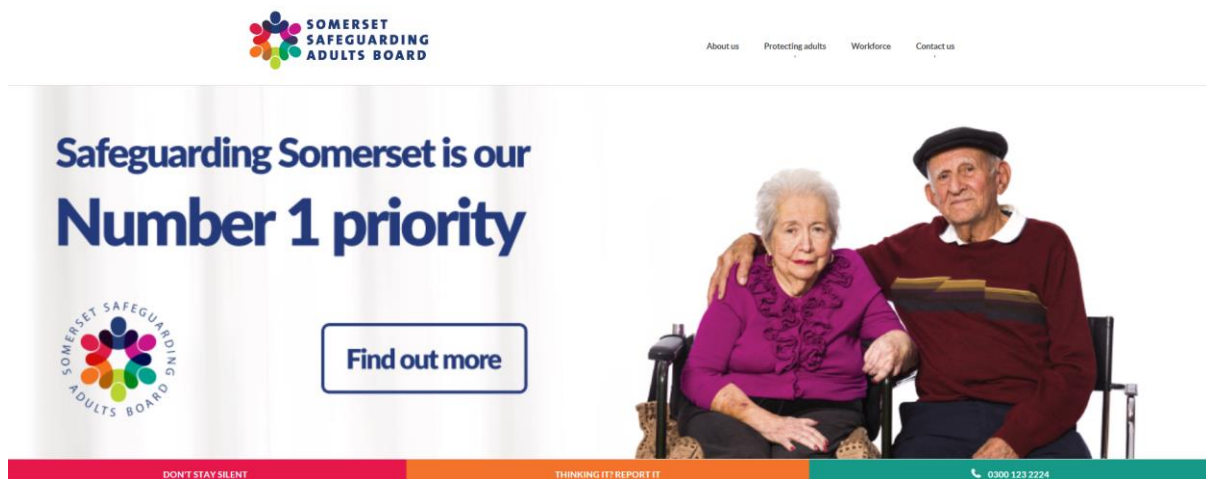 SOMERSET
SAFEGUARDING
ADULTS BOARD
About us Protecting adults Workforce Contact us
Safeguarding Somerset is our
Number 1 priority
SOMERSET SAFEGUARDING ADULTS BOARD
Find out more
DON'T STAY SILENT THINKING IT? REPORT IT 0300 123 2224